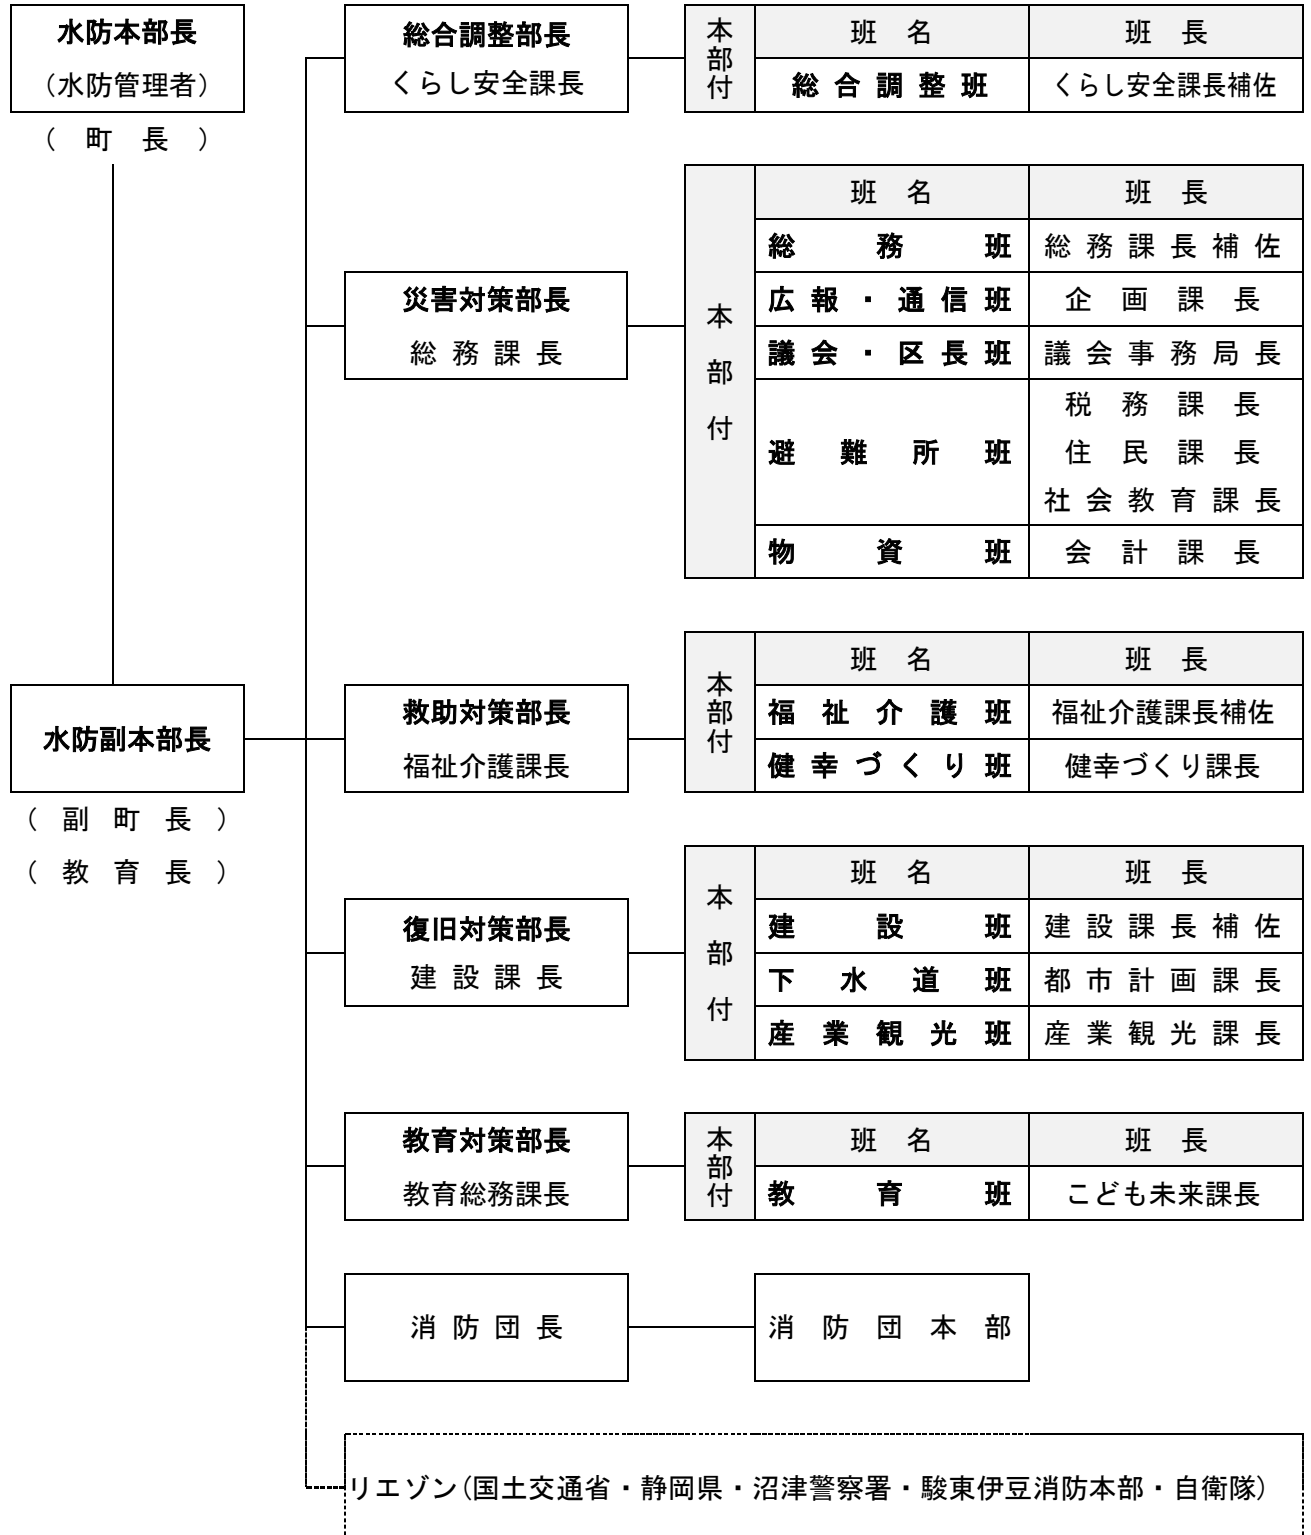 水防本部長
（水防管理者）
（　町　長　）
水防副本部長
（　副　町　長　）
（　教　育　長　）
総合調整部長
くらし安全課長
本部付
班　名
班　長
総合調整班
くらし安全課長補佐
災害対策部長
総務課長
本部付
班　名
班　長
総務班
総務課長補佐
広報・通信班
企画課長
議会・区長班
議会事務局長
避難所班
税務課長
住民課長
社会教育課長
物資班
会計課長
救助対策部長
福祉介護課長
本部付
班　名
班　長
福祉介護班
福祉介護課長補佐
健幸づくり班
健幸づくり課長
復旧対策部長
建設課長
本部付
班　名
班　長
建設班
建設課長補佐
下水道班
都市計画課長
産業観光班
産業観光課長
教育対策部長
教育総務課長
本部付
班　名
班　長
教育班
こども未来課長
消防団長
消防団本部
リエゾン(国土交通省・静岡県・沼津警察署・駿東伊豆消防本部・自衛隊)